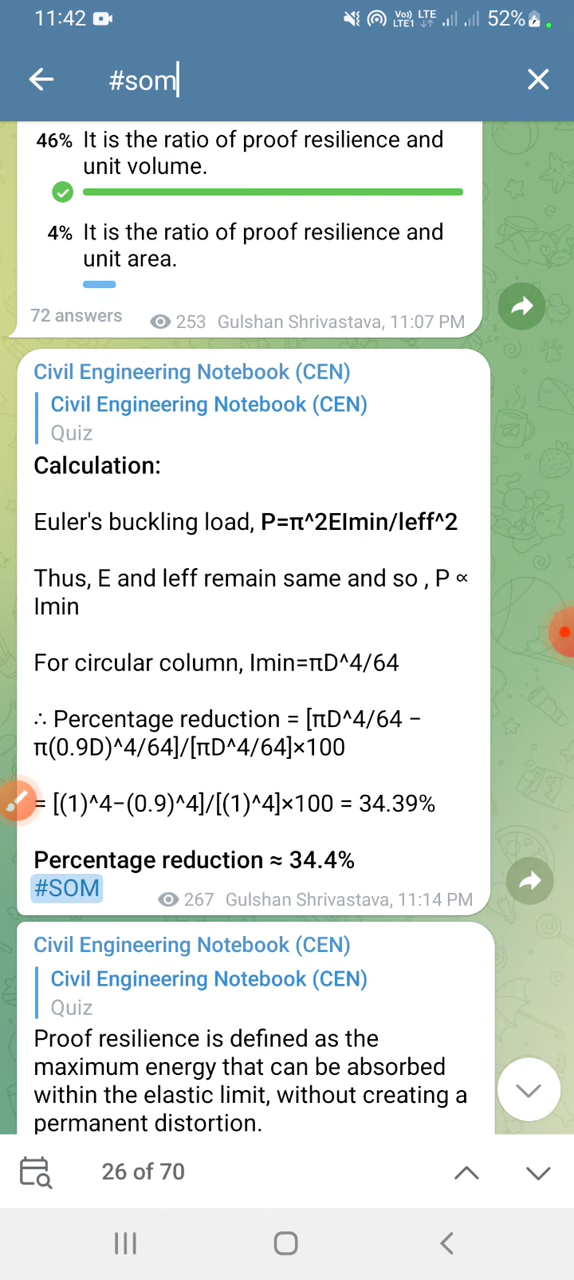 11:42
Vo)) LTE
LTE1
52%
#som
46% It is the ratio of proof resilience and
unit volume.
4% It is the ratio of proof resilience and
unit area.
72 answers
253 Gulshan Shrivastava, 11:07 PM
Civil Engineering Notebook (CEN)
Civil Engineering Notebook (CEN)
Quiz
Calculation:
Euler's buckling load, P=π^2EImin/leff^2
Thus, E and leff remain same and so , P ∝
Imin
For circular column, Imin=πD^4/64
∴ Percentage reduction = [πD^4/64 −
π(0.9D)^4/64]/[πD^4/64]×100
= [(1)^4−(0.9)^4]/[(1)^4]×100 = 34.39%
Percentage reduction ≈ 34.4%
#SOM
267 Gulshan Shrivastava, 11:14 PM
Civil Engineering Notebook (CEN)
Civil Engineering Notebook (CEN)
Quiz
Proof resilience is defined as the
maximum energy that can be absorbed
within the elastic limit, without creating a
permanent distortion.
26 of 70